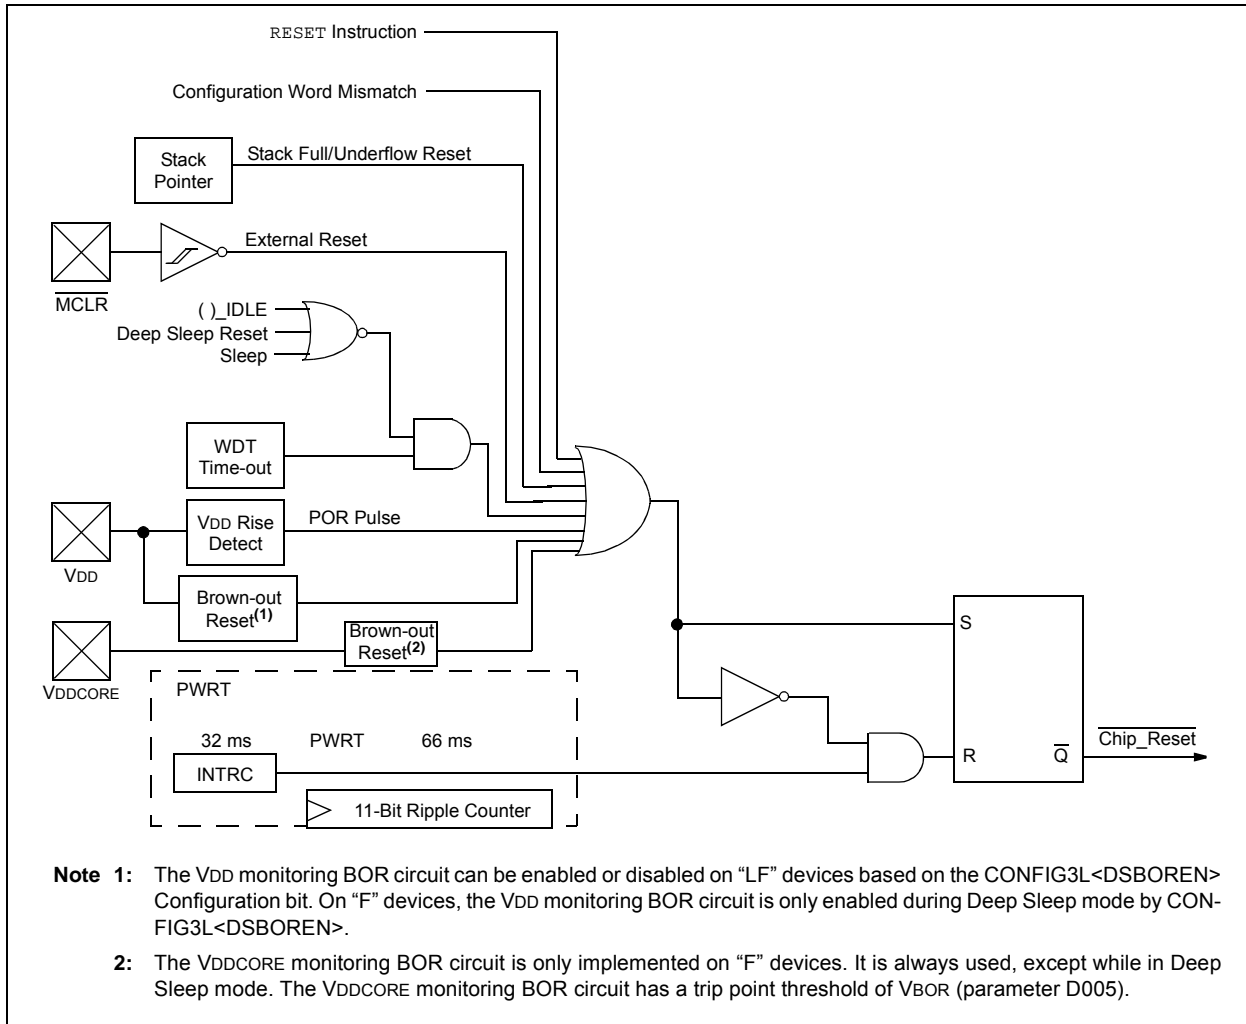 RESET Instruction
Configuration Word Mismatch
Stack
Pointer
Stack Full/Underflow Reset
External Reset
MCLR
( )_IDLE
Deep Sleep Reset
Sleep
WDT
Time-out
VDD Rise
Detect
POR Pulse
VDD
Brown-out
Reset(1)
Brown-out
Reset(2)
VDDCORE
PWRT
32 ms PWRT 66 ms
INTRC
11-Bit Ripple Counter
S
R Q
Chip_Reset
Note 1: The VDD monitoring BOR circuit can be enabled or disabled on “LF” devices based on the CONFIG3L<DSBOREN>
Configuration bit. On “F” devices, the VDD monitoring BOR circuit is only enabled during Deep Sleep mode by CON-
FIG3L<DSBOREN>.
2: The VDDCORE monitoring BOR circuit is only implemented on “F” devices. It is always used, except while in Deep
Sleep mode. The VDDCORE monitoring BOR circuit has a trip point threshold of VBOR (parameter D005).